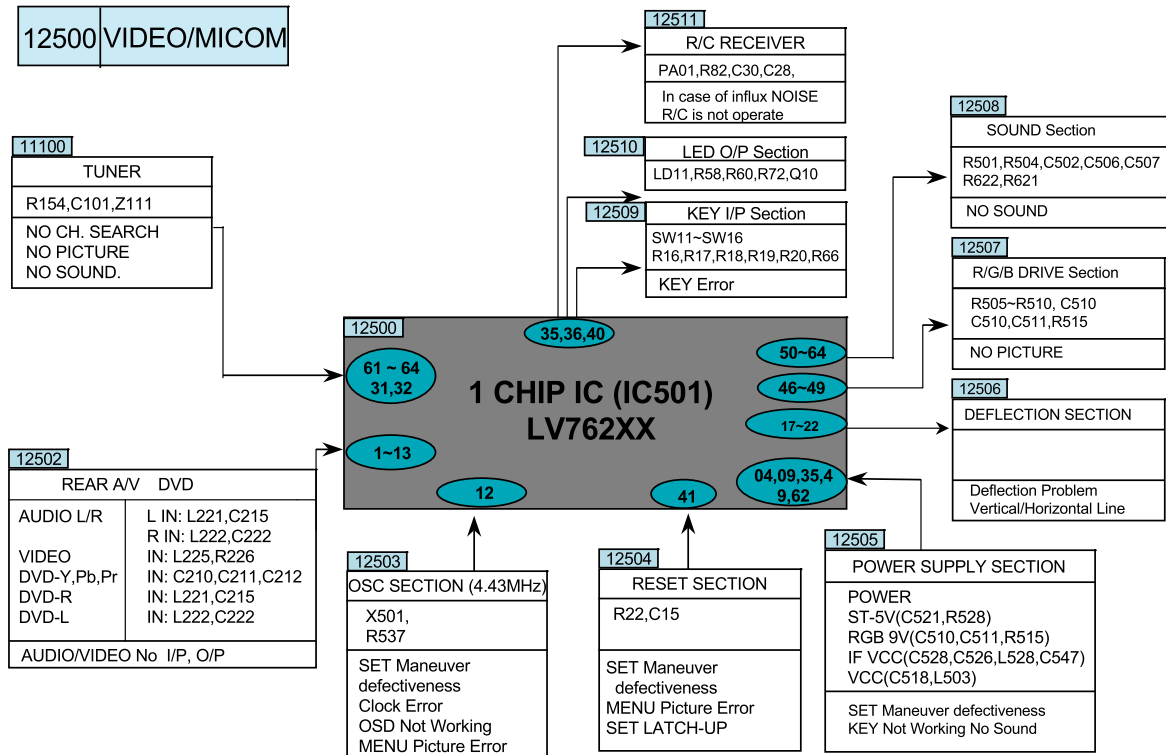 12500 VIDEO/MICOM
12511
R/C RECEIVER
PA01,R82,C30,C28,
In case of influx NOISE
R/C is not operate
12510
LED O/P Section
LD11,R58,R60,R72,Q10
12509
KEY I/P Section
SW11~SW16
R16,R17,R18,R19,R20,R66
KEY Error
11100
TUNER
R154,C101,Z111
NO CH. SEARCH
NO PICTURE
NO SOUND.
12508
SOUND Section
R501,R504,C502,C506,C507
R622,R621
NO SOUND
12507
R/G/B DRIVE Section
R505~R510, C510
C510,C511,R515
NO PICTURE
12506
DEFLECTION SECTION
Deflection Problem
Vertical/Horizontal Line
12500
35,36,40
61 ~ 64
31,32
1~13
12
41
50~64
46~49
17~22
04,09,35,4
9,62
1 CHIP IC (IC501)
LV762XX
12502
REAR A/V DVD
AUDIO L/R L IN: L221,C215
R IN: L222,C222
VIDEO IN: L225,R226
DVD-Y,Pb,Pr IN: C210,C211,C212
DVD-R IN: L221,C215
DVD-L IN: L222,C222
AUDIO/VIDEO No I/P, O/P
12503
OSC SECTION (4.43MHz)
X501,
R537
SET Maneuver
defectiveness
Clock Error
OSD Not Working
MENU Picture Error
12504
RESET SECTION
R22,C15
SET Maneuver
defectiveness
MENU Picture Error
SET LATCH-UP
12505
POWER SUPPLY SECTION
POWER
ST-5V(C521,R528)
RGB 9V(C510,C511,R515)
IF VCC(C528,C526,L528,C547)
VCC(C518,L503)
SET Maneuver defectiveness
KEY Not Working No Sound